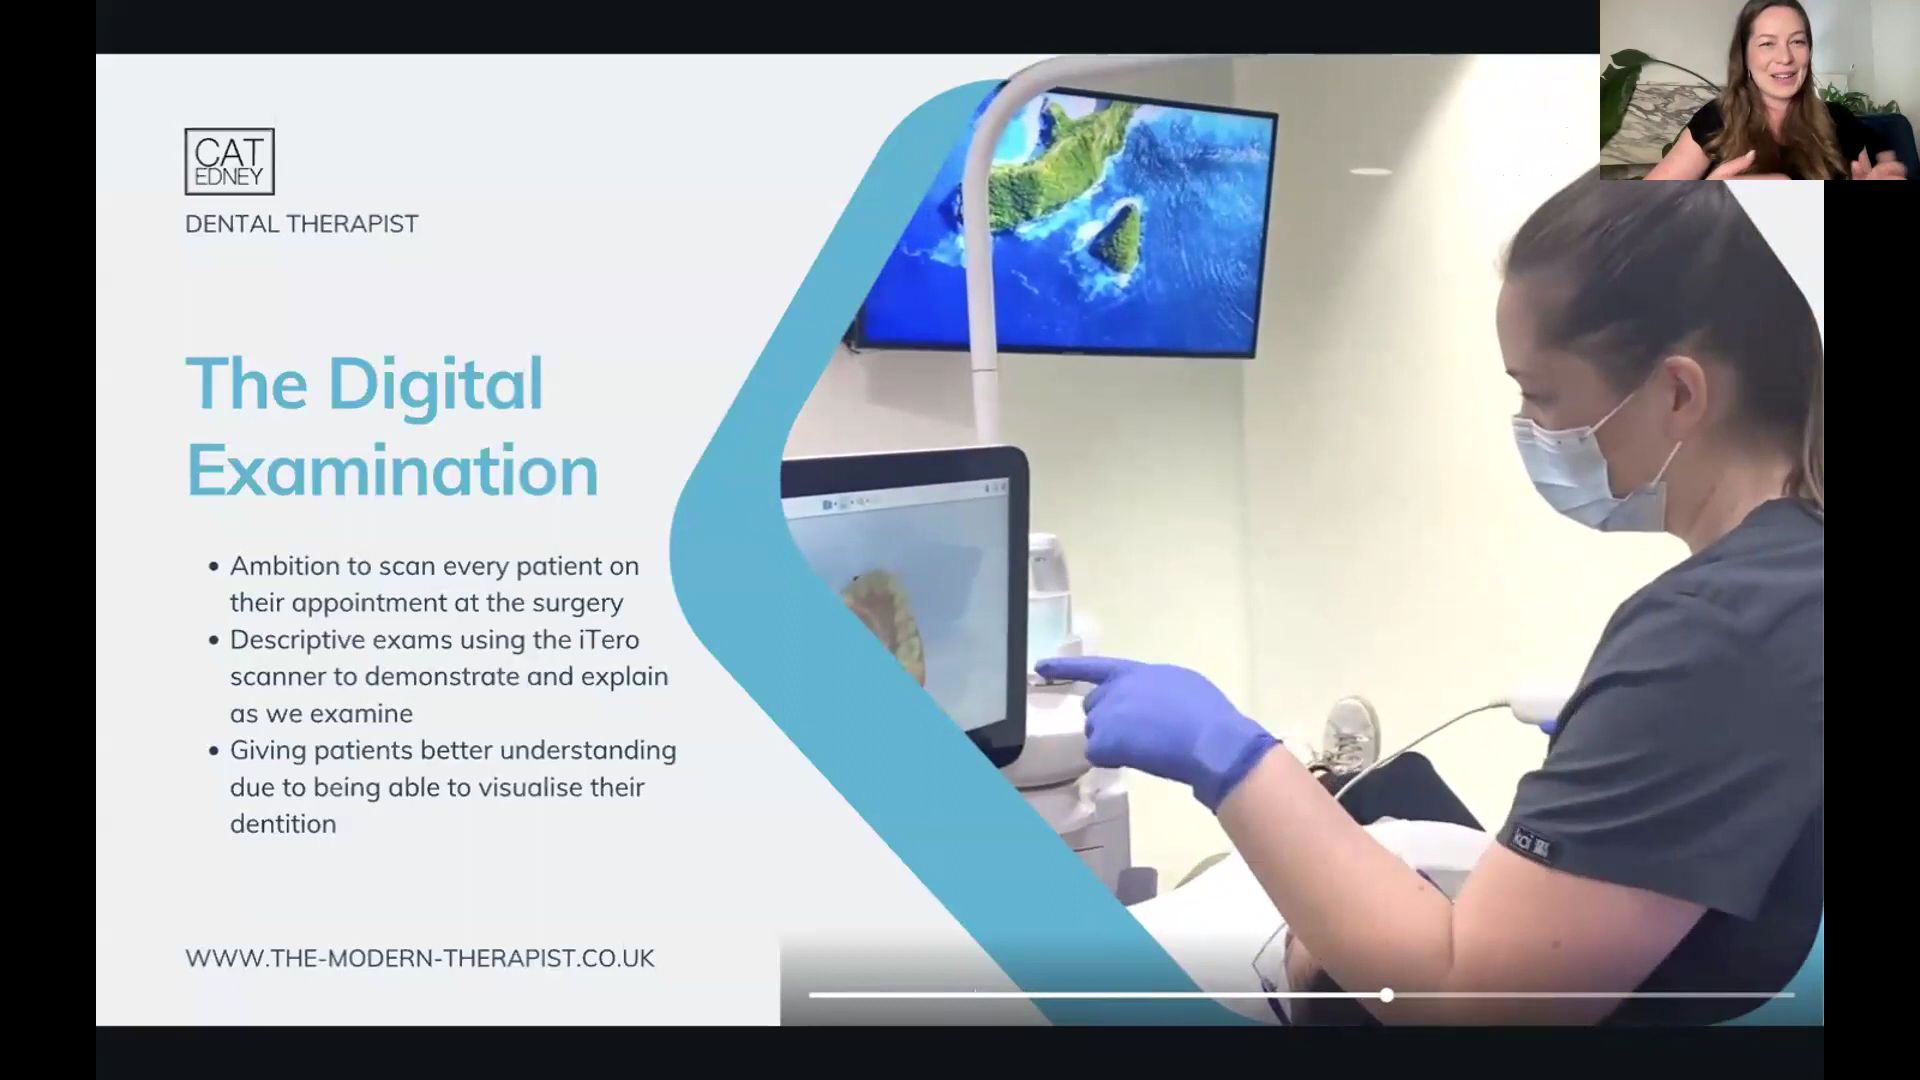 CAT
EDNEY
DENTAL THERAPIST
The Digital
Examination
• Ambition to scan every patient on
their appointment at the surgery
• Descriptive exams using the iTero
scanner to demonstrate and explain
as we examine
• Giving patients better understanding
due to being able to visualise their
dentition
WWW.THE-MODERN-THERAPIST.CO.UK
koi